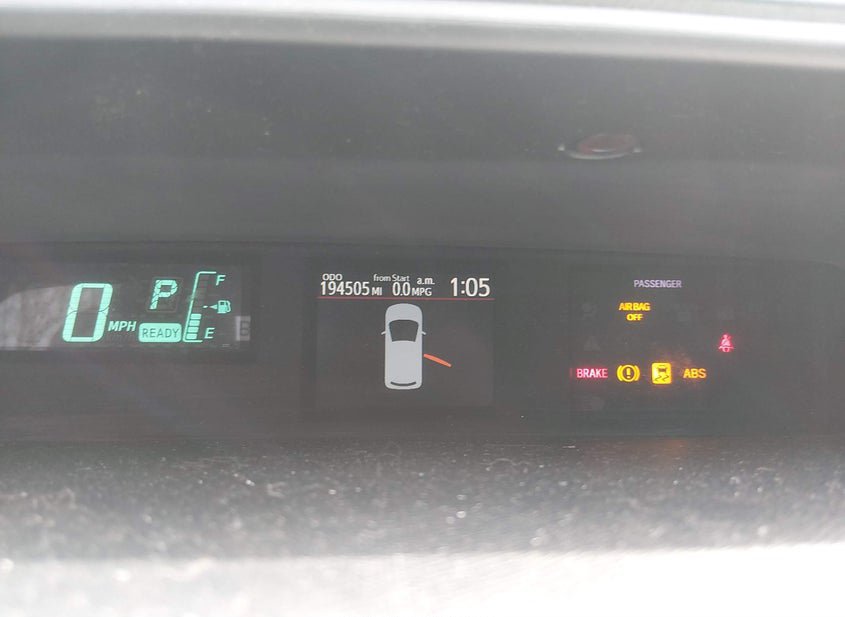 0 MPH
P
READY
F
E
B
ODO
194505 MI
from Start
0.0 MPG
a.m.
1:05
PASSENGER
AIR BAG
OFF
BRAKE
ABS